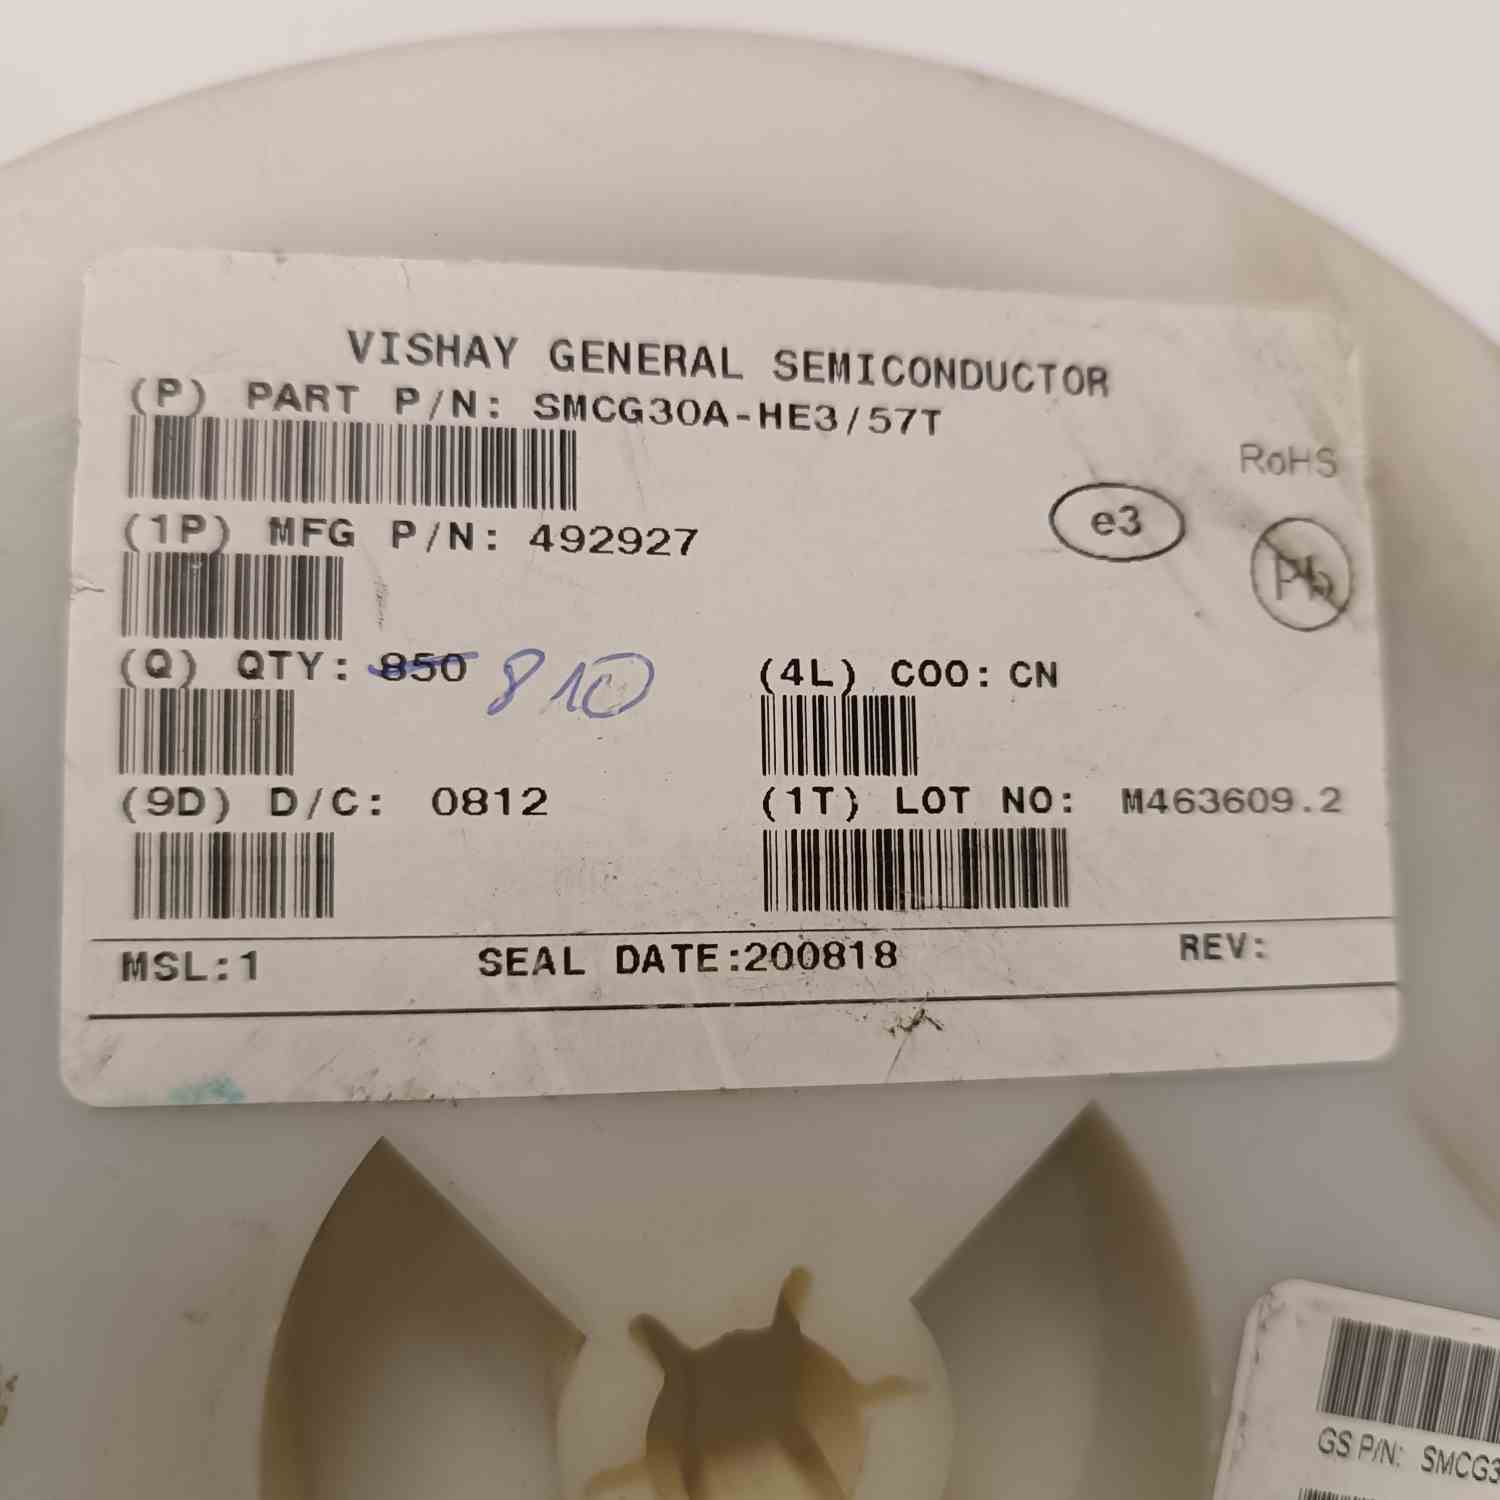 VISHAY GENERAL SEMICONDUCTOR
(P) PART P/N: SMCG30A-HE3/57T
RoHS
e3
(1P) MFG P/N: 492927
Pb
(Q) QTY: 850 810
(4L) COO: CN
(9D) D/C: 0812
(1T) LOT NO: M463609.2
MSL:1 SEAL DATE:200818 REV:
GS P/N: SMCG3